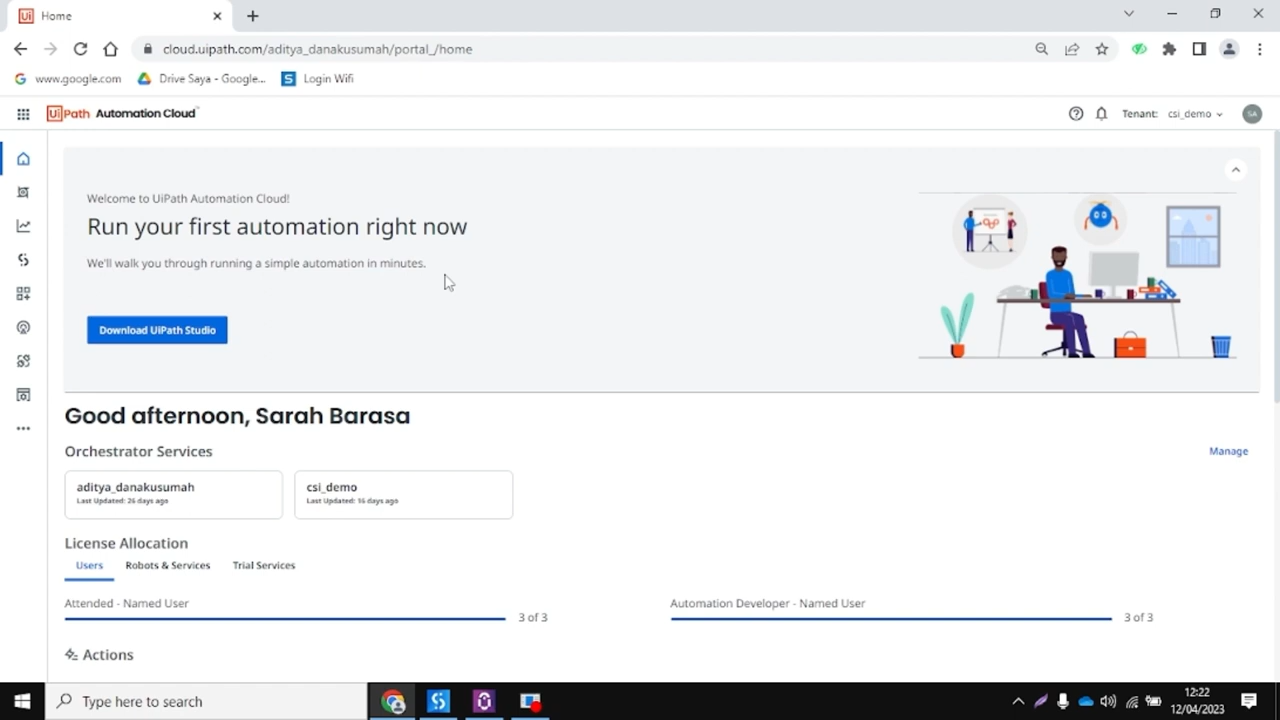 Home
cloud.uipath.com/aditya_danakusumah/portal_/home
www.google.com
Drive Saya - Google...
S
Login Wifi
UiPath Automation Cloud™
Tenant: csi_demo
SA
Welcome to UiPath Automation Cloud!
Run your first automation right now
We'll walk you through running a simple automation in minutes.
Download UiPath Studio
Good afternoon, Sarah Barasa
Orchestrator Services
Manage
aditya_danakusumah
Last Updated: 26 days ago
csi_demo
Last Updated: 16 days ago
License Allocation
Users
Robots & Services
Trial Services
Attended - Named User
3 of 3
Automation Developer - Named User
3 of 3
Actions
Type here to search
12:22
12/04/2023